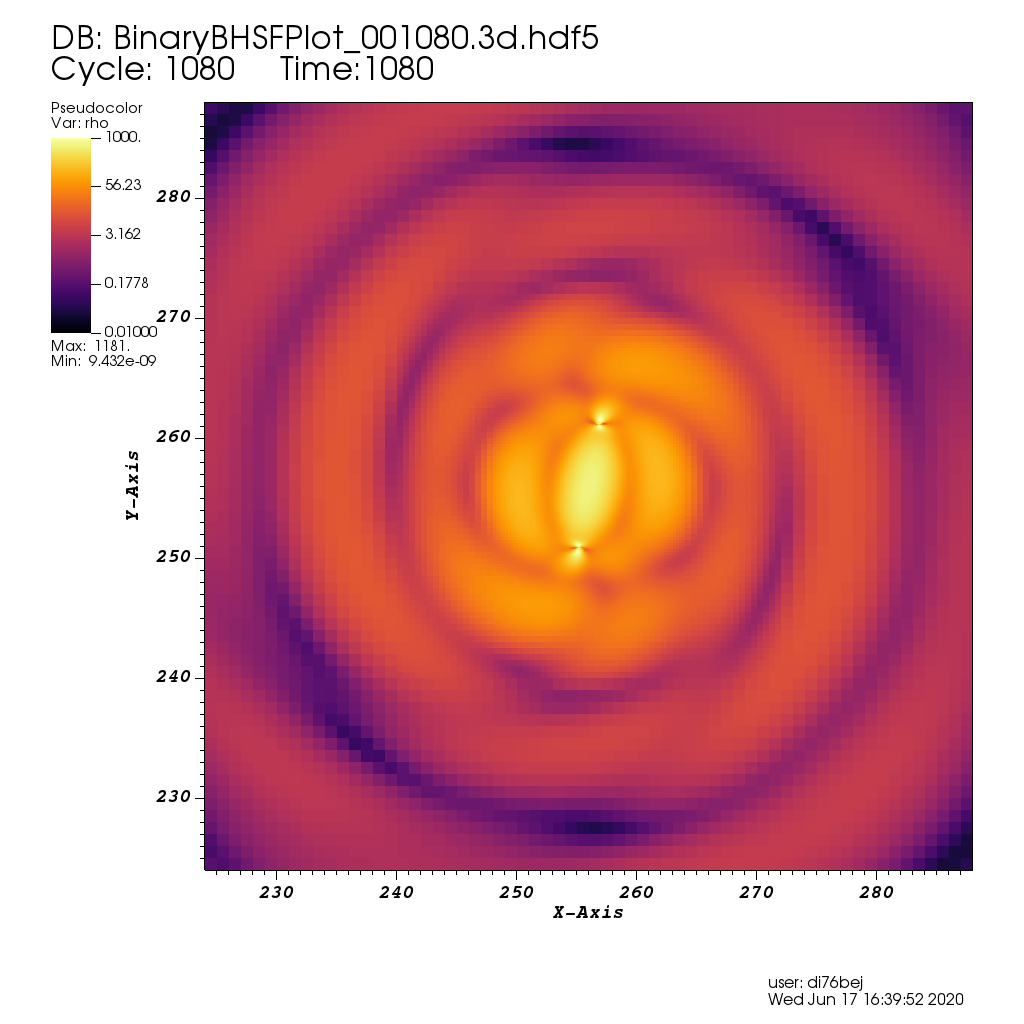 DB: BinaryBHSFPlot_001080.3d.hdf5
Cycle: 1080 Time:1080
Pseudocolor
Var: rho
1000.
56.23
3.162
0.1778
0.01000
Max: 1181.
Min: 9.432e-09
280
270
260
250
240
230
Y-Axis
230 240 250 260 270 280
X-Axis
user: di76bej
Wed Jun 17 16:39:52 2020